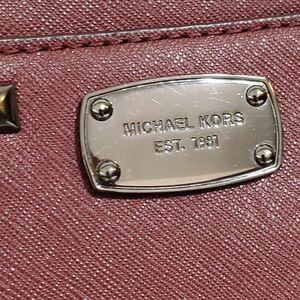 MICHAEL KORS
EST. 1981